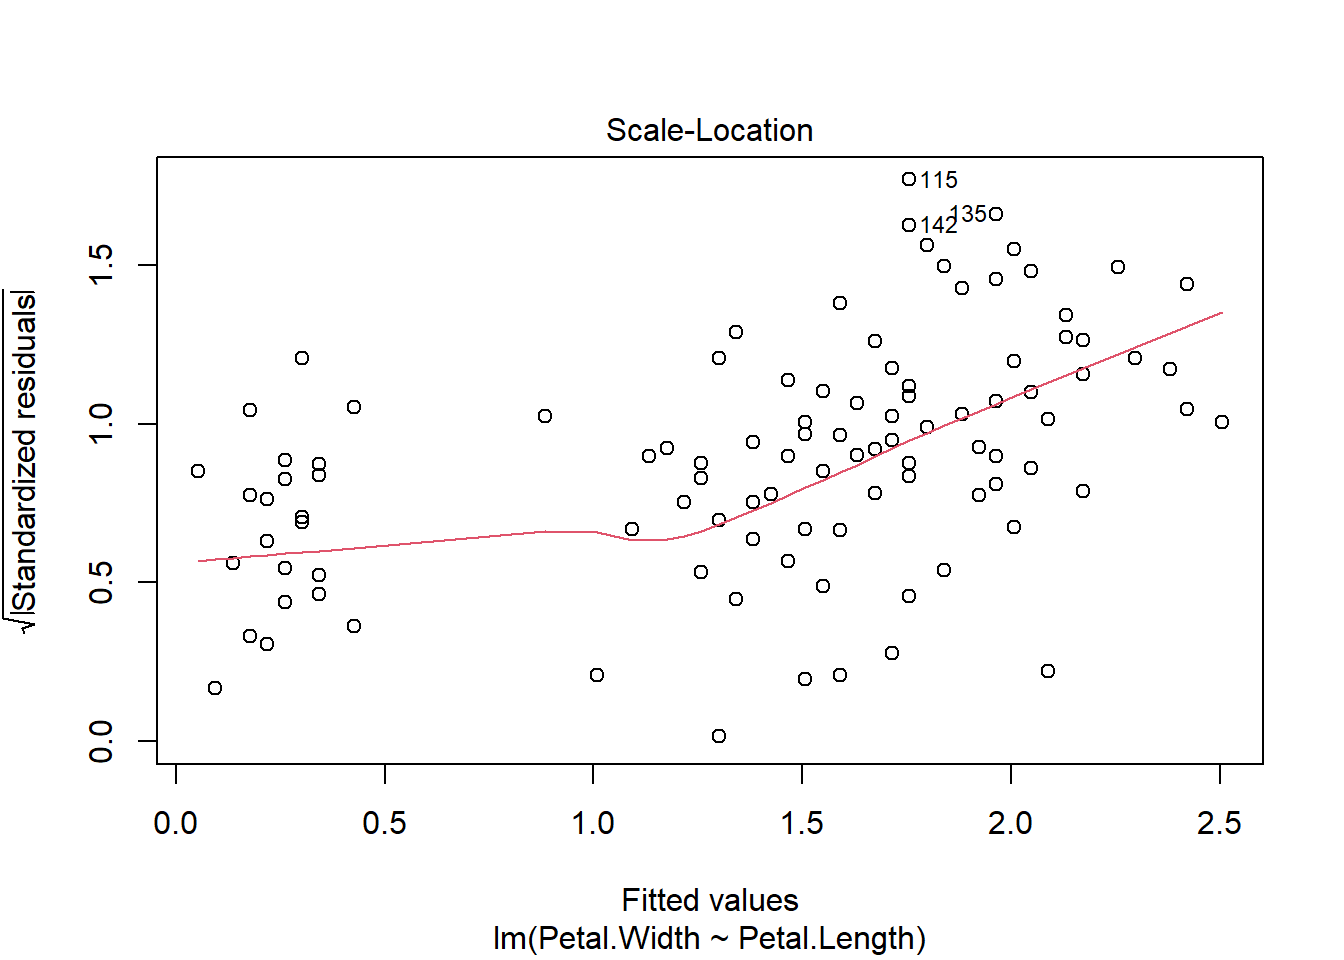 Scale-Location
√|Standardized residuals|
1.5
1.0
0.5
0.0
115
135
142
0.0 0.5 1.0 1.5 2.0 2.5
Fitted values
lm(Petal.Width ~ Petal.Length)